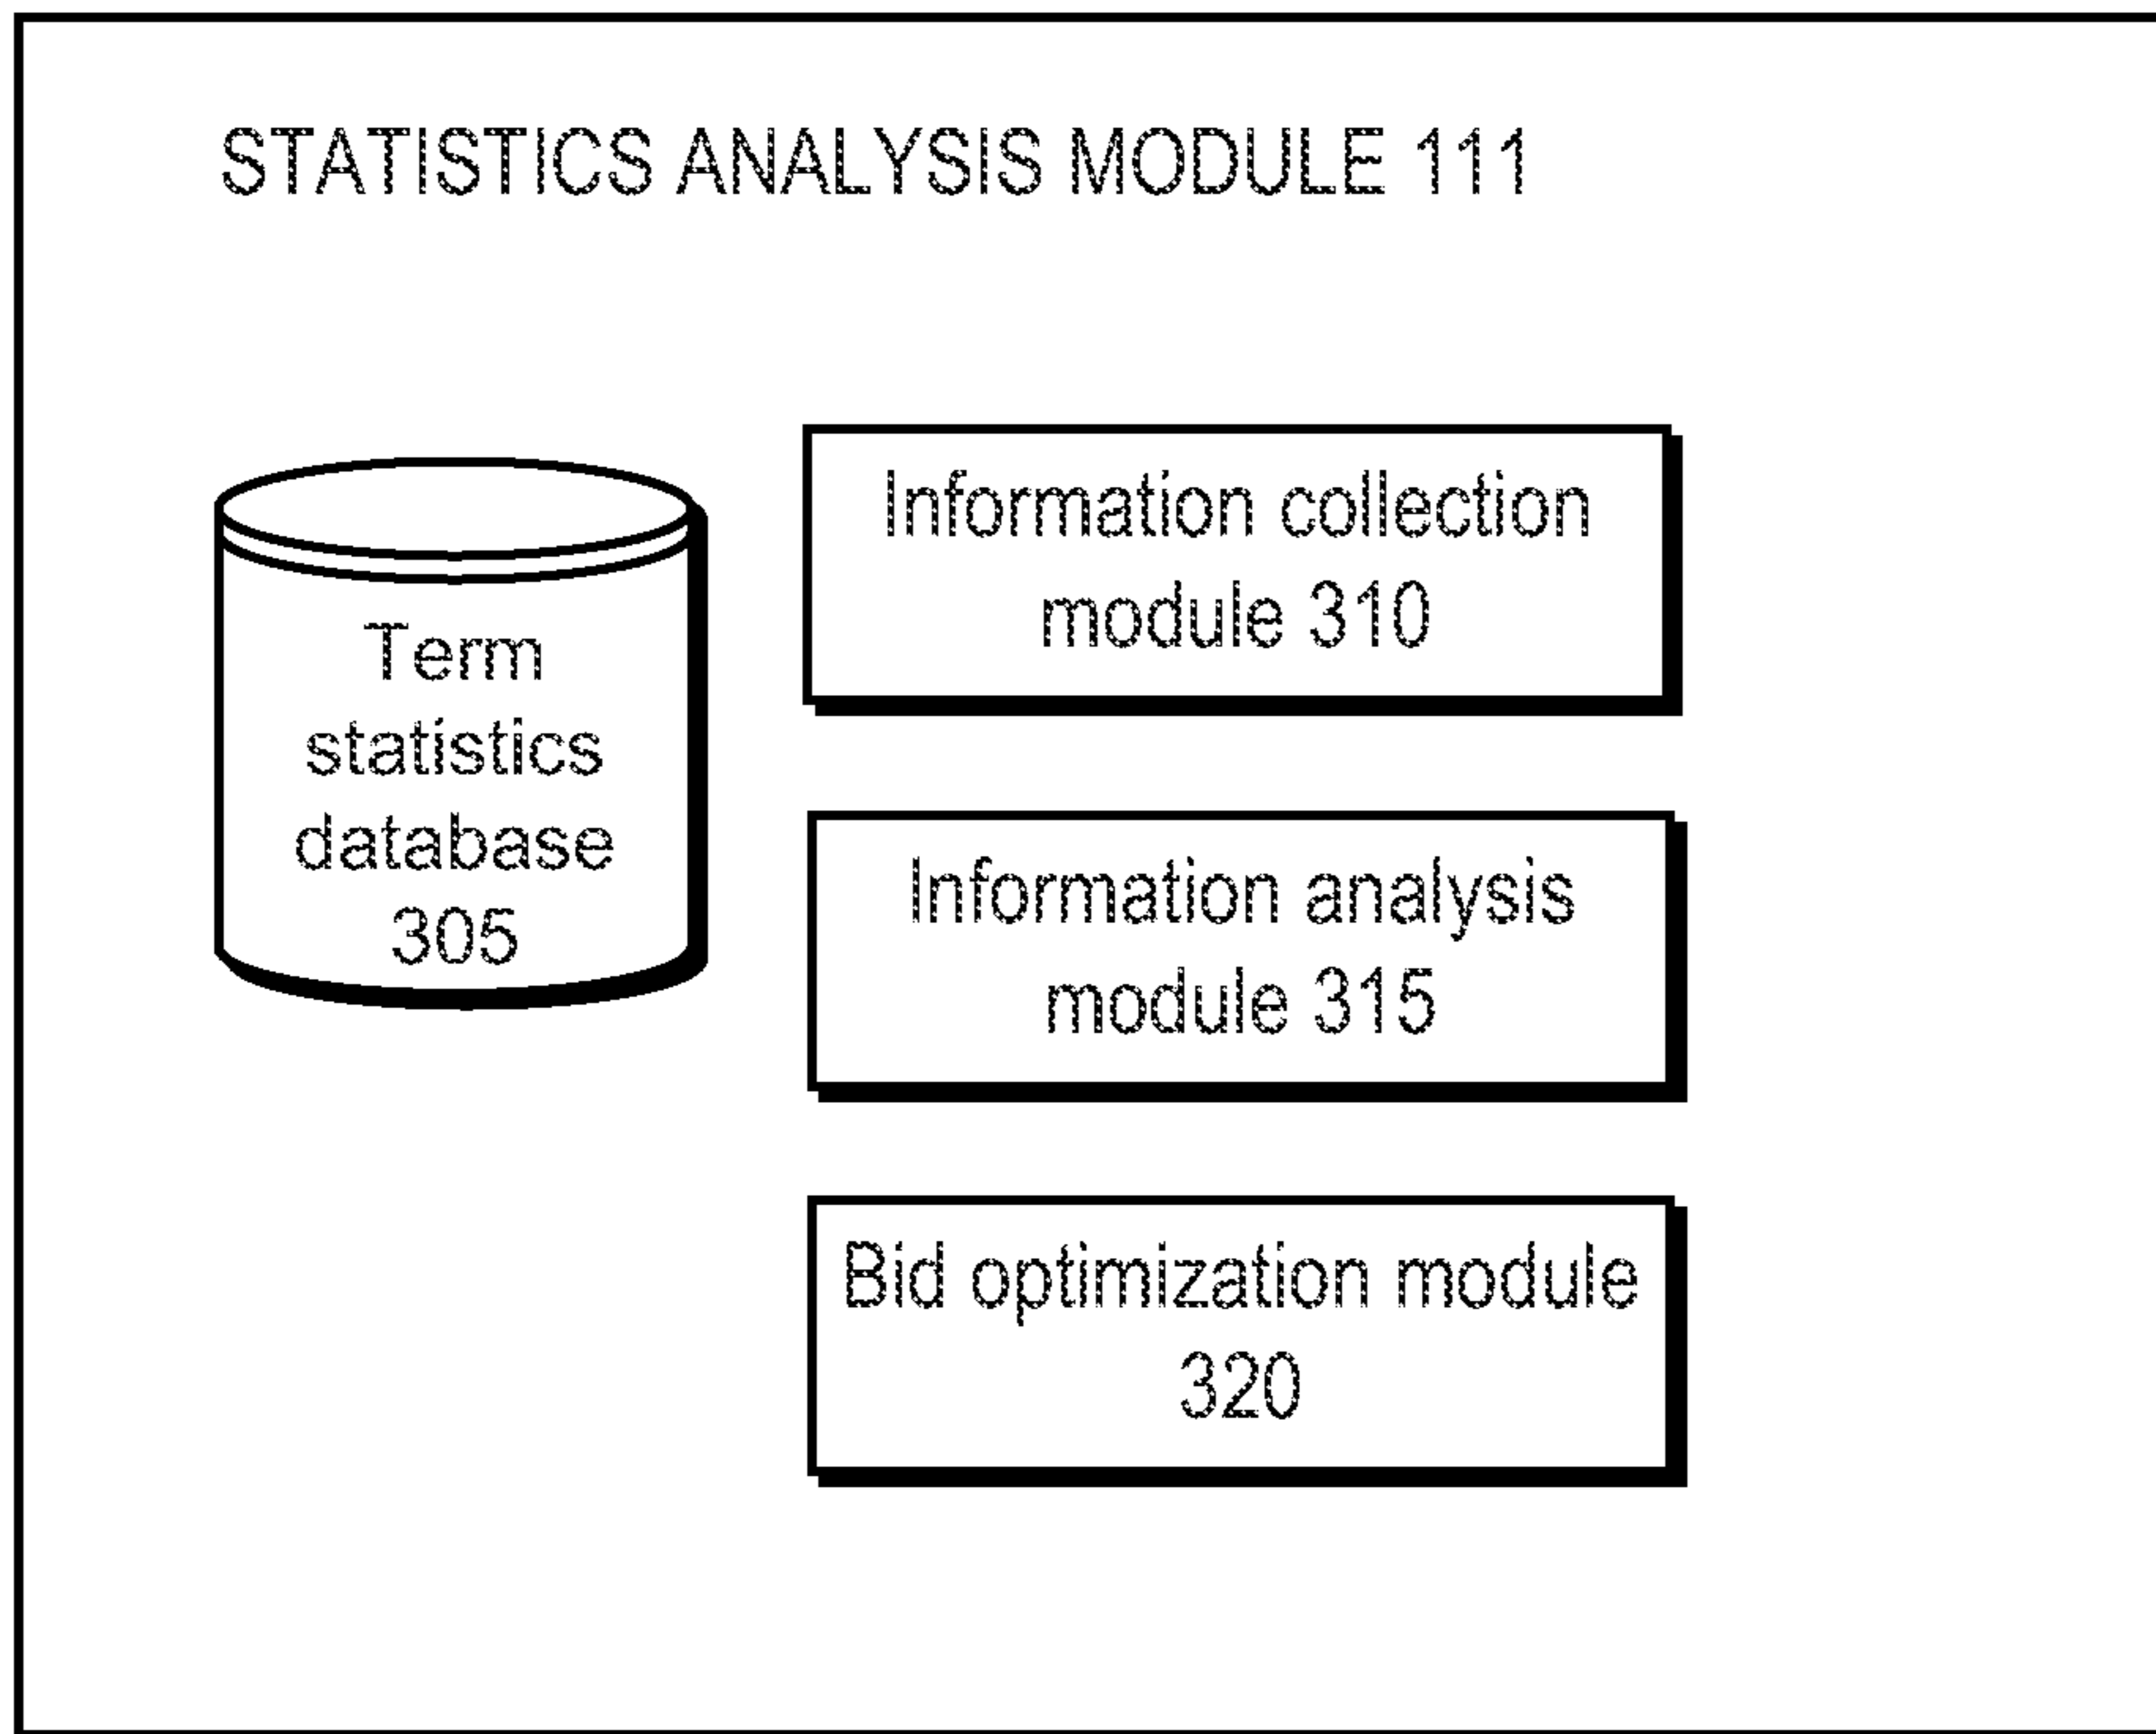 STATISTICS ANALYSIS MODULE 111
Term
statistics
database
305
Information collection
module 310
Information analysis
module 315
Bid optimization module
320